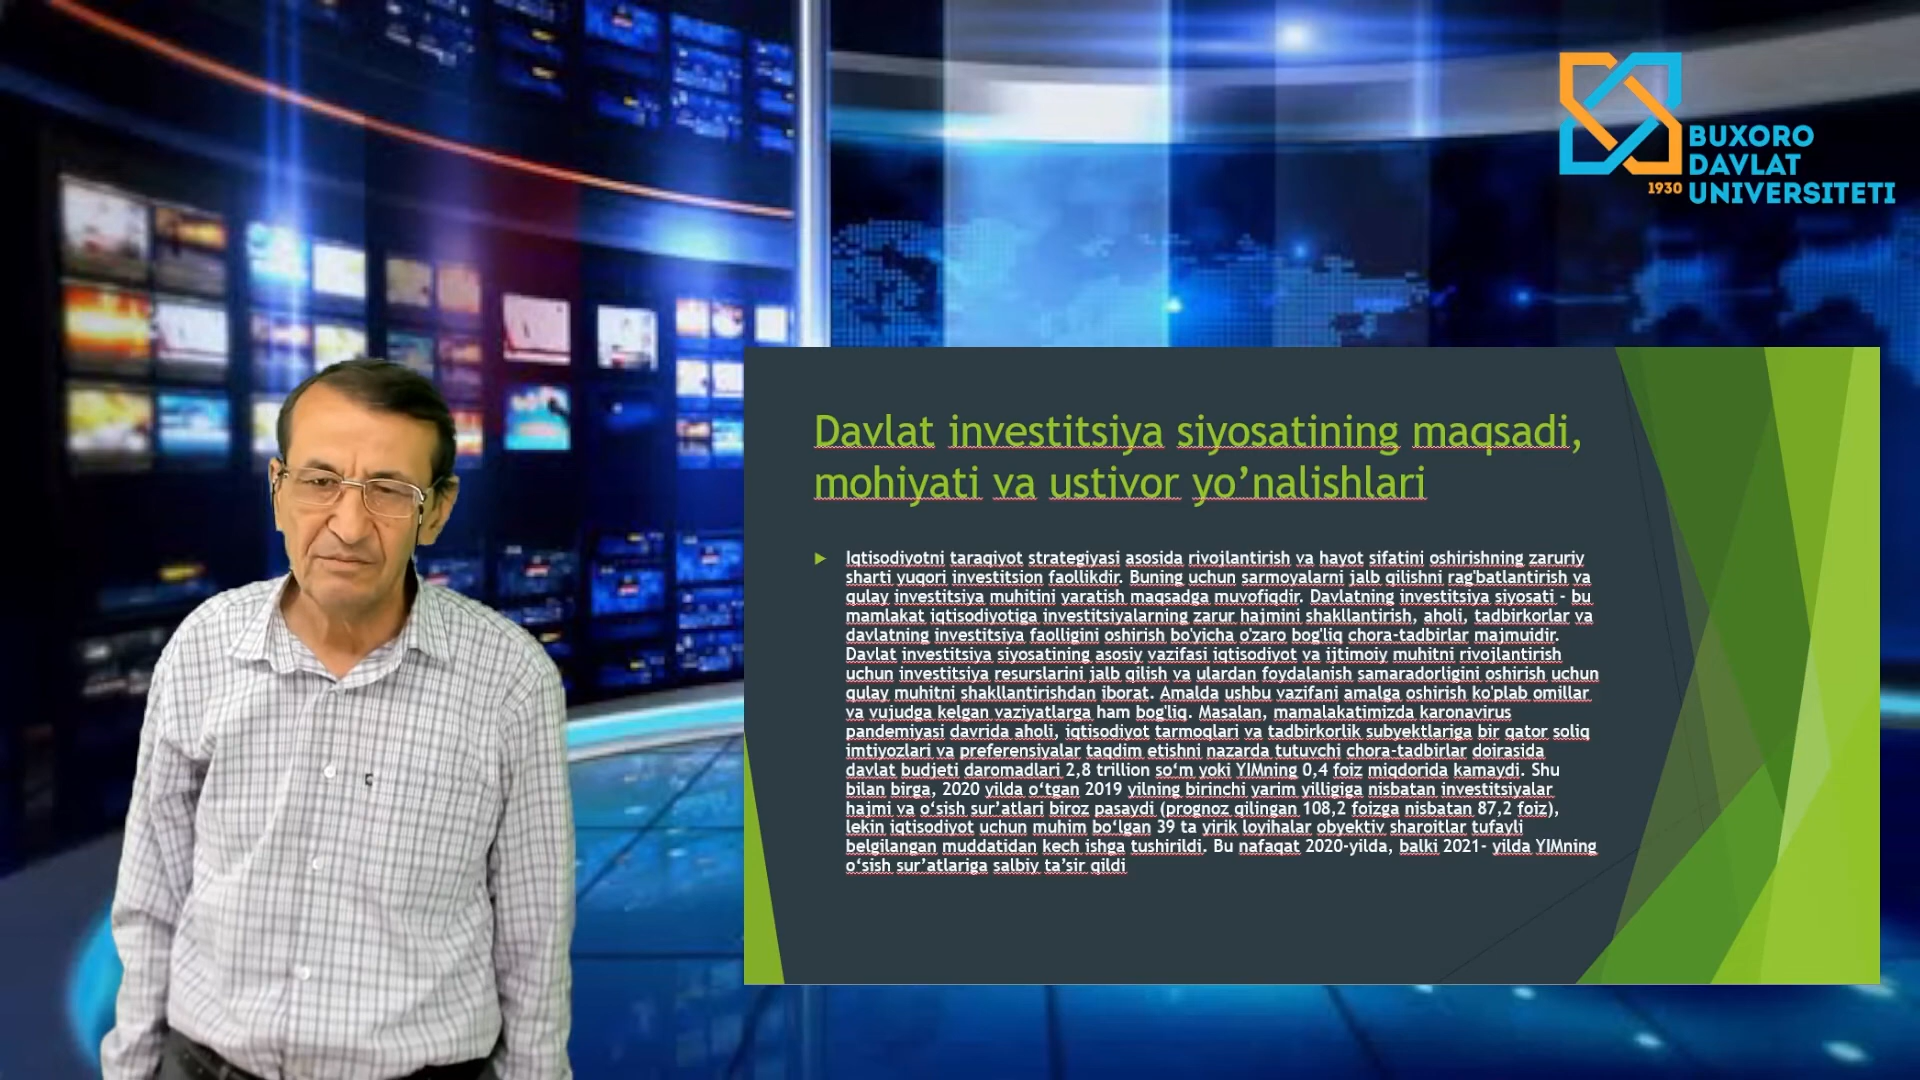 BUXORO
DAVLAT
1930 UNIVERSITETI
Davlat investitsiya siyosatining maqsadi,
mohiyati va ustivor yo’nalishlari
Iqtisodiyotni taraqiyot strategiyasi asosida rivojlantirish va hayot sifatini oshirishning zaruriy
sharti yuqori investitsion faollikdir. Buning uchun sarmoyalarni jalb qilishni rag'batlantirish va
qulay investitsiya muhitini yaratish maqsadga muvofiqdir. Davlatning investitsiya siyosati - bu
mamlakat iqtisodiyotiga investitsiyalarning zarur hajmini shakllantirish, aholi, tadbirkorlar va
davlatning investitsiya faolligini oshirish bo'yicha o'zaro bog'liq chora-tadbirlar majmuidir.
Davlat investitsiya siyosatining asosiy vazifasi iqtisodiyot va ijtimoiy muhitni rivojlantirish
uchun investitsiya resurslarini jalb qilish va ulardan foydalanish samaradorligini oshirish uchun
qulay muhitni shakllantirishdan iborat. Amalda ushbu vazifani amalga oshirish ko'plab omillar
va vujudga kelgan vaziyatlarga ham bog'liq. Masalan, mamalakatimizda karonavirus
pandemiyasi davrida aholi, iqtisodiyot tarmoqlari va tadbirkorlik subyektlariga bir qator soliq
imtiyozlari va preferensiyalar taqdim etishni nazarda tutuvchi chora-tadbirlar doirasida
davlat budjeti daromadlari 2,8 trillion so‘m yoki YIMning 0,4 foiz miqdorida kamaydi. Shu
bilan birga, 2020 yilda o‘tgan 2019 yilning birinchi yarim yilligiga nisbatan investitsiyalar
hajmi va o‘sish sur’atlari biroz pasaydi (prognoz qilingan 108,2 foizga nisbatan 87,2 foiz),
lekin iqtisodiyot uchun muhim bo‘lgan 39 ta yirik loyihalar obyektiv sharoitlar tufayli
belgilangan muddatidan kech ishga tushirildi. Bu nafaqat 2020-yilda, balki 2021- yilda YIMning
o‘sish sur’atlariga salbiy ta’sir qildi